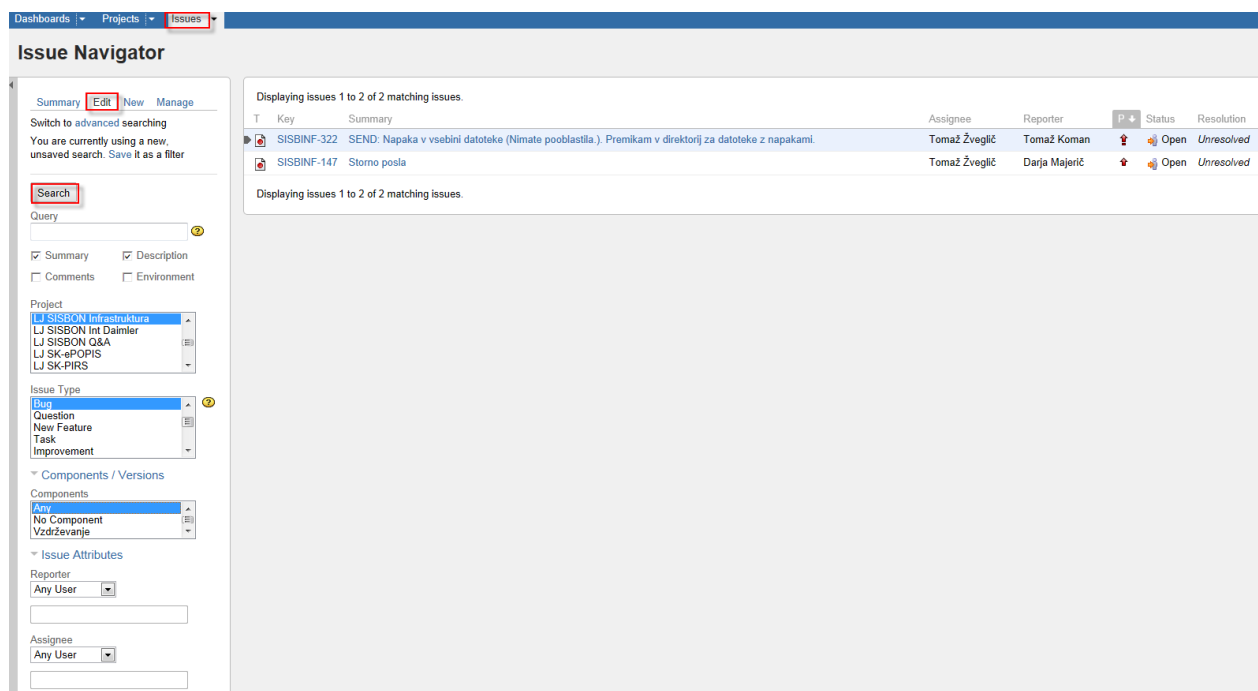 Dashboards Projects Issues
Issue Navigator
Summary Edit New Manage
Switch to advanced searching
You are currently using a new,
unsaved search. Save it as a filter
Search
Query
Summary Description
Comments Environment
Project
LJ SISBON Infrastruktura
LJ SISBON Int Daimler
LJ SISBON Q&A
LJ SK-ePOPIS
LJ SK-PIRS
Issue Type
Bug
Question
New Feature
Task
Improvement
Components / Versions
Components
Any
No Component
Vzdrževanje
Issue Attributes
Reporter
Any User
Assignee
Any User
Displaying issues 1 to 2 of 2 matching issues.
T Key Summary Assignee Reporter P Status Resolution
SISBINF-322 SEND: Napaka v vsebini datoteke (Nimate pooblastila.). Premikam v direktorij za datoteke z napakami. Tomaž Žveglič Tomaž Koman Open Unresolved
SISBINF-147 Storno posla Tomaž Žveglič Darja Majerič Open Unresolved
Displaying issues 1 to 2 of 2 matching issues.